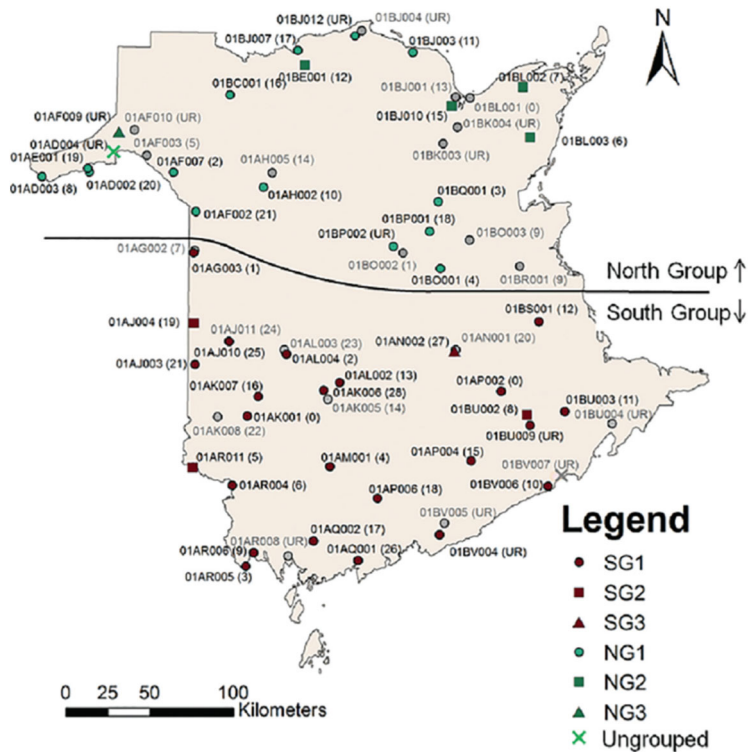 N
01BJ012 (UR)
01BJ004 (UR)
01BJ007 (17)
01BJ003 (11)
01BE001 (12)
01BC001 (16)
01BJ001 (13)
01BL002 (7)
01BL001 (0)
01BJ010 (15)
01BK004 (UR)
01AF009 (UR)
01AF010 (UR)
01BL003 (6)
01AD004 (UR)
01AF003 (5)
01BK003 (UR)
01AE001 (19)
01AF007 (2)
01AH005 (14)
01AD003 (8)
01AD002 (20)
01AH002 (10)
01BQ001 (3)
01AF002 (21)
01BP001 (18)
01BP002 (UR)
01BO003 (9)
01AG002 (7)
01BO002 (1)
01AG003 (1)
01BO001 (4)
01BR001 (9)
North Group ↑
South Group ↓
01BS001 (12)
01AJ004 (19)
01AJ011 (24)
01AN002 (27)
01AN001 (20)
01AL003 (23)
01AJ010 (25)
01AL004 (2)
01AJ003 (21)
01AL002 (13)
01AK007 (16)
01AK006 (28)
01AP002 (0)
01BU003 (11)
01AK005 (14)
01BU002 (8)
01AK001 (0)
01BU004 (UR)
01AK008 (22)
01BU009 (UR)
01AR011 (5)
01AM001 (4)
01AP004 (15)
01BV007 (UR)
01AR004 (6)
01BV006 (10)
01AP006 (18)
01BV005 (UR)
01AQ002 (17)
01AR008 (UR)
01AR006 (9)
01AQ001 (26)
01BV004 (UR)
01AR005 (3)
Legend
SG1
SG2
SG3
NG1
NG2
NG3
Ungrouped
0 25 50 100
Kilometers